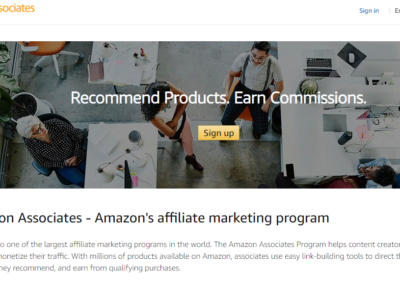 sociates
Sign in
Recommend Products. Earn Commissions.
Sign up
on Associates - Amazon's affiliate marketing program
o one of the largest affiliate marketing programs in the world. The Amazon Associates Program helps content creator
monetize their traffic. With millions of products available on Amazon, associates use easy link-building tools to direct th
hey recommend, and earn from qualifying purchases.